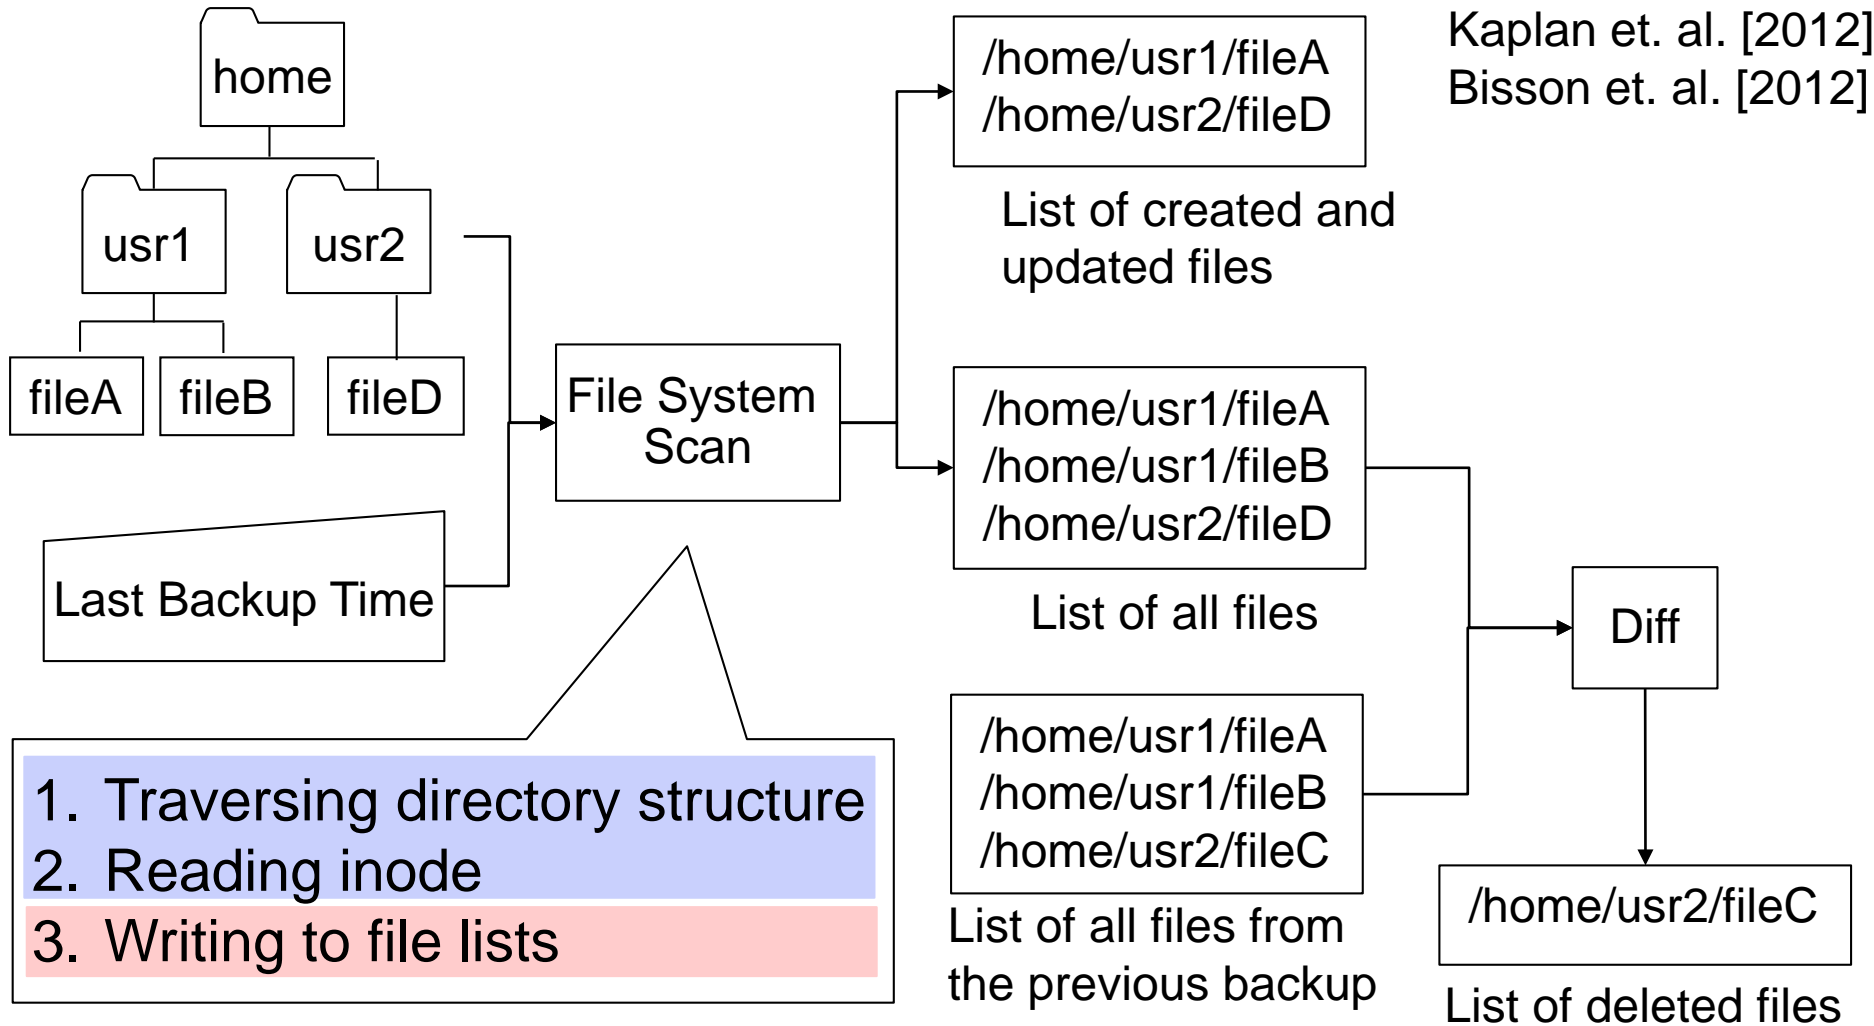 home
usr1
usr2
fileA
fileB
fileD
Last Backup Time
File System
Scan
1. Traversing directory structure
2. Reading inode
3. Writing to file lists
/home/usr1/fileA
/home/usr2/fileD
List of created and
updated files
/home/usr1/fileA
/home/usr1/fileB
/home/usr2/fileD
List of all files
/home/usr1/fileA
/home/usr1/fileB
/home/usr2/fileC
List of all files from
the previous backup
Kaplan et. al. [2012]
Bisson et. al. [2012]
Diff
/home/usr2/fileC
List of deleted files